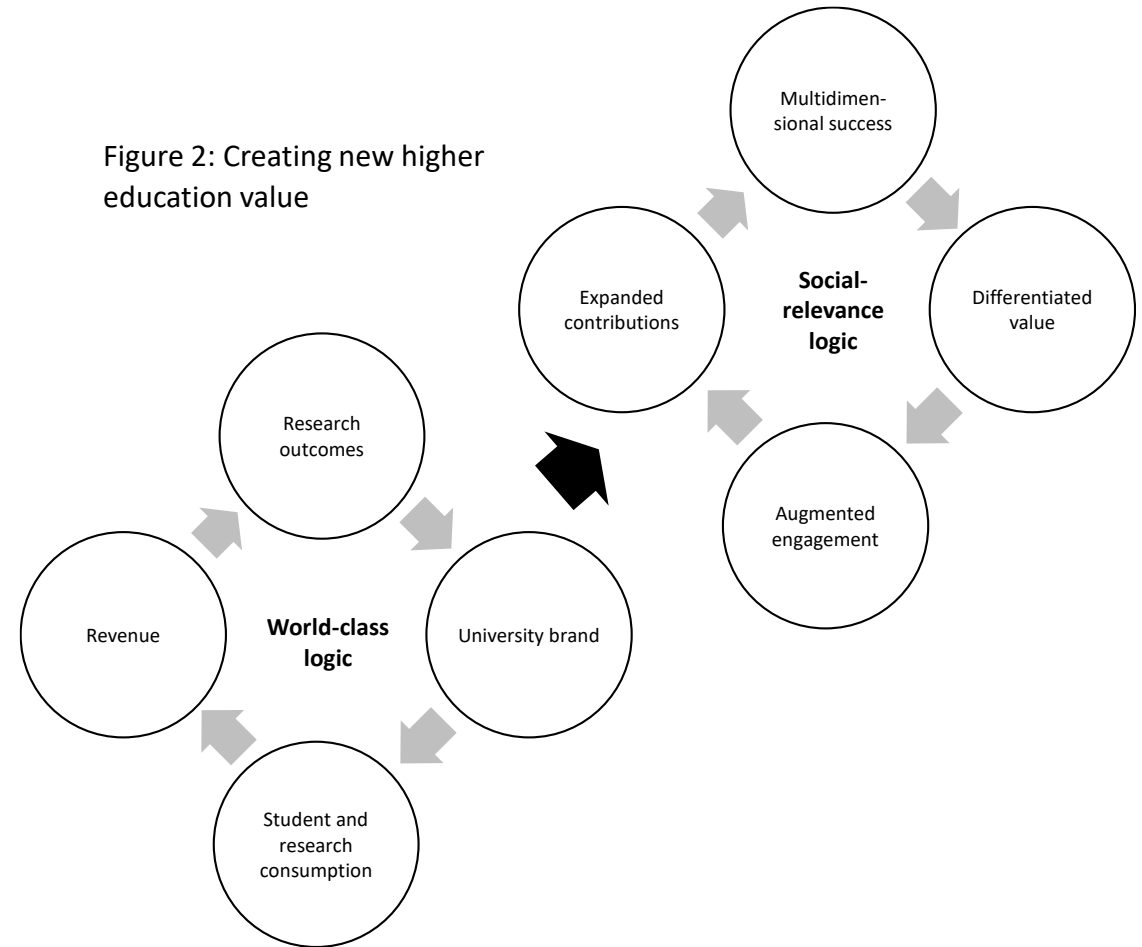 Figure 2: Creating new higher
education value
Multidimen-
sional success
Expanded
contributions
Social-
relevance
logic
Differentiated
value
Augmented
engagement
Research
outcomes
Revenue
World-class
logic
University brand
Student and
research
consumption